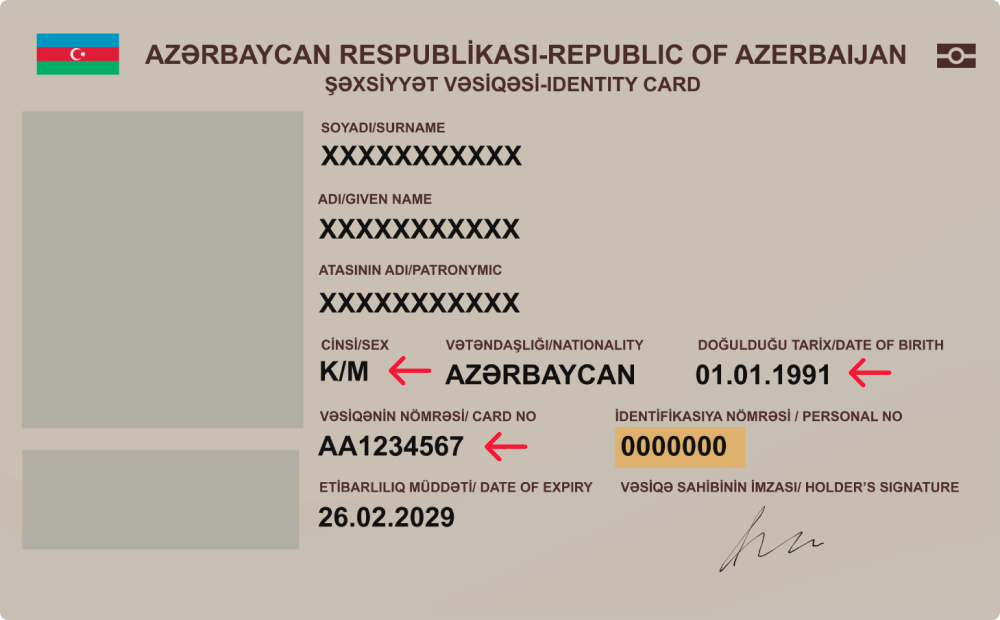 AZƏRBAYCAN RESPUBLİKASI-REPUBLIC OF AZERBAIJAN
ŞƏXSİYYƏT VƏSİQƏSİ-IDENTITY CARD
SOYADI/SURNAME
XXXXXXXXXXX
ADI/GIVEN NAME
XXXXXXXXXXX
ATASININ ADI/PATRONYMIC
XXXXXXXXXXX
CİNSİ/SEX VƏTƏNDAŞLIĞI/NATIONALITY DOĞULDUĞU TARİX/DATE OF BIRITH
K/M AZƏRBAYCAN 01.01.1991
VƏSİQƏNİN NÖMRƏSİ/ CARD NO İDENTİFİKASIYA NÖMRƏSİ / PERSONAL NO
AA1234567 0000000
ETİBARLILIQ MÜDDƏTİ/ DATE OF EXPIRY VƏSİQƏ SAHİBİNİN İMZASI/ HOLDER'S SIGNATURE
26.02.2029